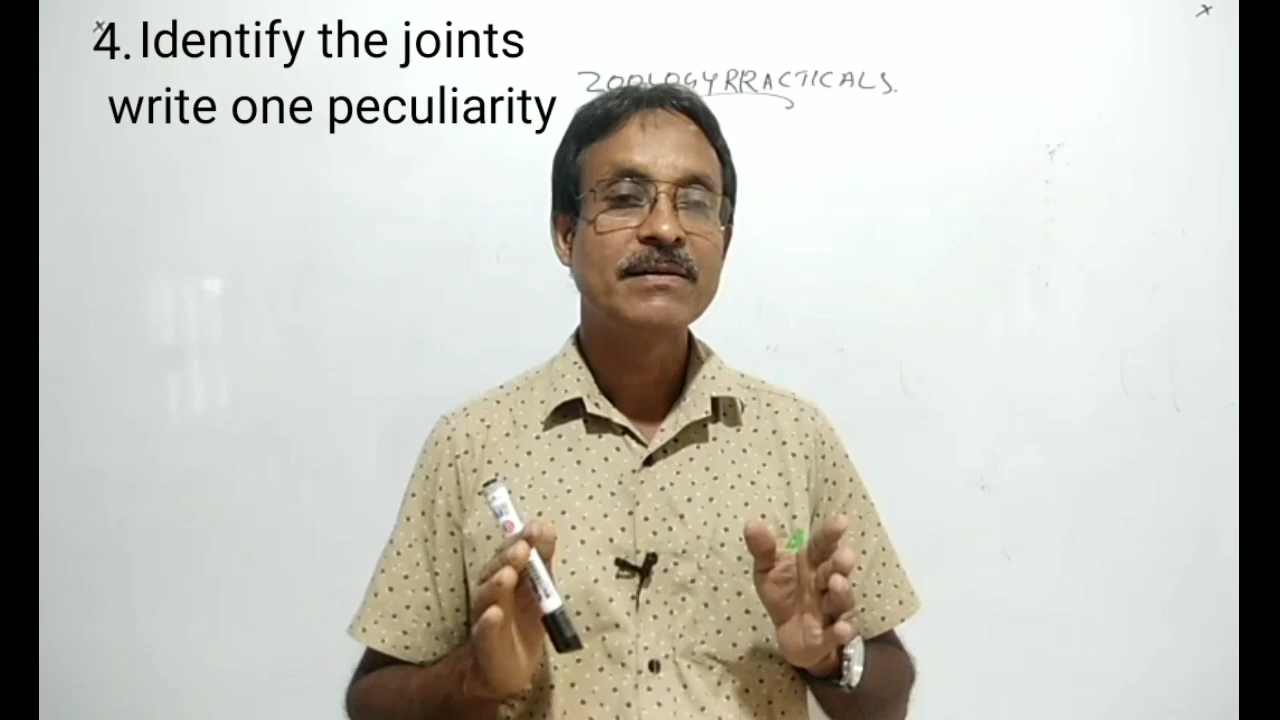 4. Identify the joints
write one peculiarity
ZOOLOGY PRACTICALS.